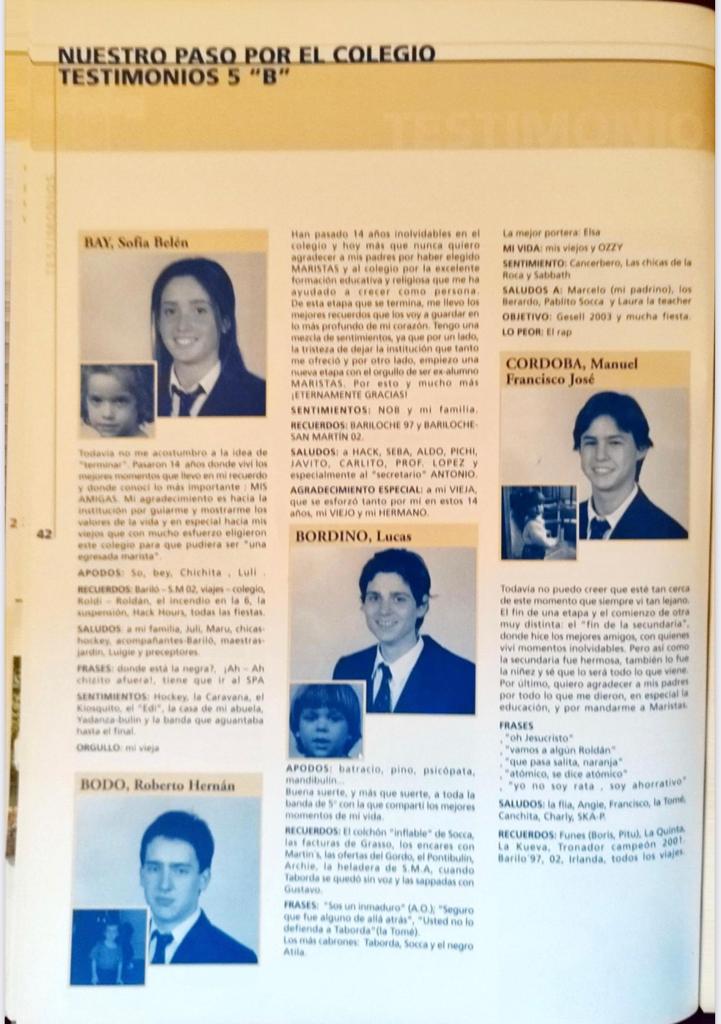 NUESTRO PASO POR EL COLEGIO
TESTIMONIOS 5 "B"
TESTIMONIO
TESTIMONIOS
2
42
BAY, Sofia Belén
Todavía no me acostumbro a la idea de
"terminar". Pasaron 14 años donde viví los
mejores momentos que llevo en mi recuerdo
y donde conocí lo más importante : MIS
AMIGAS. Mi agradecimiento es hacia la
institución por guiarme y mostrarme los
valores de la vida y en especial hacia mis
viejos que con mucho esfuerzo eligieron
este colegio para que pudiera ser "una
egresada marista".
APODOS: So, bey, Chichita , Luli .
RECUERDOS: Bariló – S.M 02, viajes – colegio,
Roldi – Roldán, el incendio en la 6, la
suspensión, Hack Hours, todas las fiestas.
SALUDOS: a mi familia, Juli, Maru, chicas-
hockey, acompañantes-Bariló, maestras-
jardín, Luigie y preceptores.
FRASES: donde está la negra?, ¡Ah – Ah
chizito afuera!, tiene que ir al SPA
SENTIMIENTOS: Hockey, la Caravana, el
Kiosquito, el "Edi", la casa de mi abuela,
Yadanza-bulin y la banda que aguantaba
hasta el final.
ORGULLO: mi vieja
BODO, Roberto Hernán
Han pasado 14 años inolvidables en el
colegio y hoy más que nunca quiero
agradecer a mis padres por haber elegido
MARISTAS y al colegio por la excelente
formación educativa y religiosa que me ha
ayudado a crecer como persona.
De esta etapa que se termina, me llevo los
mejores recuerdos que los voy a guardar en
lo más profundo de mi corazón. Tengo una
mezcla de sentimientos, ya que por un lado,
la tristeza de dejar la institución que tanto
me ofreció y por otro lado, empiezo una
nueva etapa con el orgullo de ser ex-alumno
MARISTAS. Por esto y mucho más
¡ETERNAMENTE GRACIAS!
SENTIMIENTOS: NOB y mi familia.
RECUERDOS: BARILOCHE 97 y BARILOCHE-
SAN MARTÍN 02.
SALUDOS: a HACK, SEBA, ALDO, PICHI,
JAVITO, CARLITO, PROF. LOPEZ y
especialmente al "secretario" ANTONIO.
AGRADECIMIENTO ESPECIAL: a mi VIEJA,
que se esforzó tanto por mi en estos 14
años, mi VIEJO y mi HERMANO.
BORDINO, Lucas
APODOS: batracio, pino, psicópata,
mandibulín...
Buena suerte, y más que suerte, a toda la
banda de 5º con la que compartí los mejores
momentos de mi vida.
RECUERDOS: El colchón "inflable" de Socca,
las facturas de Grasso, los encares con
Martín´s, las ofertas del Gordo, el Pontibulín,
Archie, la heladera de S.M.A, cuando
Taborda se quedó sin voz y las sappadas con
Gustavo.
FRASES: "Sos un inmaduro" (A.O.); "Seguro
que fue alguno de allá atrás", "Usted no lo
defienda a Taborda"(la Tomé).
Los más cabrones: Taborda, Socca y el negro
Atila.
La mejor portera: Elsa
MI VIDA: mis viejos y OZZY
SENTIMIENTO: Cancerbero, Las chicas de la
Roca y Sabbath
SALUDOS A: Marcelo (mi padrino), los
Berardo, Pablito Socca y Laura la teacher
OBJETIVO: Gesell 2003 y mucha fiesta.
LO PEOR: El rap
CORDOBA, Manuel
Francisco José
Todavía no puedo creer que esté tan cerca
de este momento que siempre vi tan lejano.
El fin de una etapa y el comienzo de otra
muy distinta: el "fin de la secundaria",
donde hice los mejores amigos, con quienes
viví momentos inolvidables. Pero así como
la secundaria fue hermosa, también lo fue
la niñez y sé que lo será todo lo que viene.
Por último, quiero agradecer a mis padres
por todo lo que me dieron, en especial la
educación, y por mandarme a Maristas.
FRASES
, "oh Jesucristo"
, "vamos a algún Roldán"
, "que pasa salita, naranja"
, "atómico, se dice atómico"
, "yo no soy rata , soy ahorrativo"
SALUDOS: la flia, Angie, Francisco, la Tomé,
Canchita, Charly, SKA-P.
RECUERDOS: Funes (Boris, Pitu), La Quinta,
La Kueva, Tronador campeón 2001,
Bariló´97, 02, Irlanda, todos los viajes.